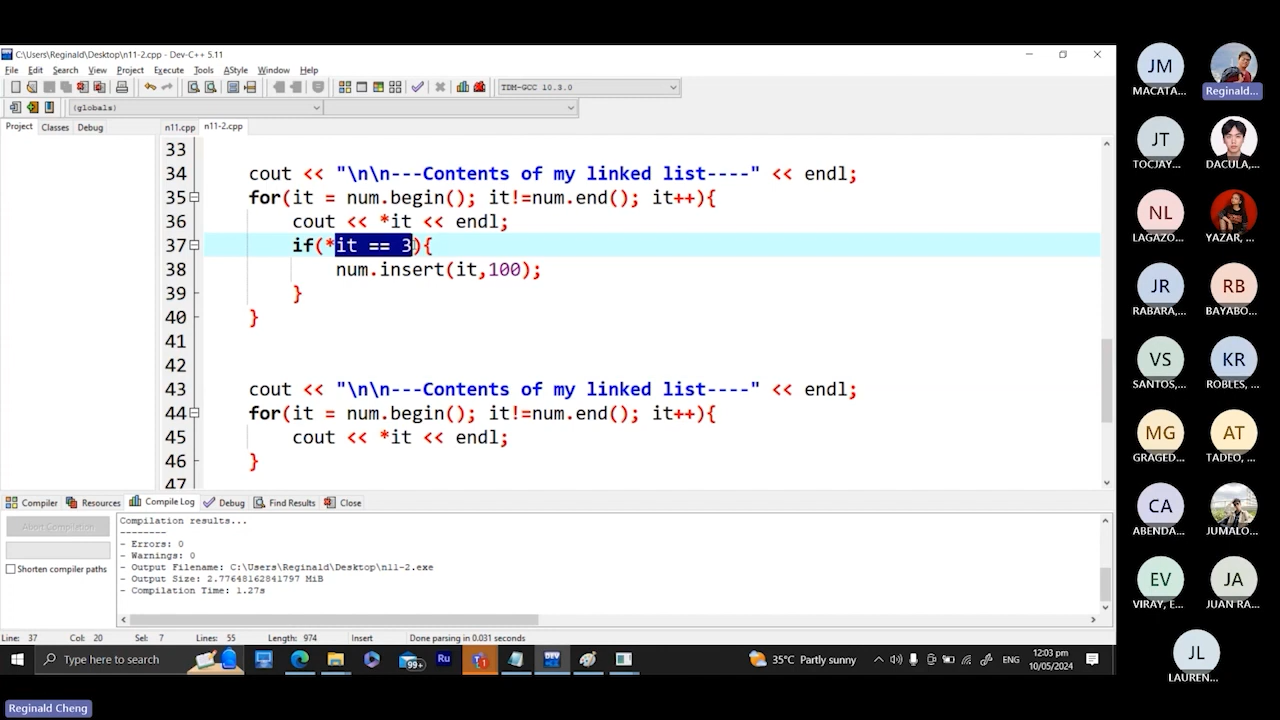 C:\Users\Reginald\Desktop\n11-2.cpp - Dev-C++ 5.11
File Edit Search View Project Execute Tools AStyle Window Help
TDM-GCC 10.3.0
(globals)
Project Classes Debug
n11.cpp n11-2.cpp
33
34 cout << "\n\n---Contents of my linked list----" << endl;
35 for(it = num.begin(); it!=num.end(); it++){
36 cout << *it << endl;
37 if(*it == 3){
38 num.insert(it,100);
39 }
40 }
41
42
43 cout << "\n\n---Contents of my linked list----" << endl;
44 for(it = num.begin(); it!=num.end(); it++){
45 cout << *it << endl;
46 }
47
Compiler Resources Compile Log Debug Find Results Close
Abort Compilation
Shorten compiler paths
Compilation results...
--------
- Errors: 0
- Warnings: 0
- Output Filename: C:\Users\Reginald\Desktop\n11-2.exe
- Output Size: 2.77648162841797 MiB
- Compilation Time: 1.27s
Line: 37 Col: 20 Sel: 7 Lines: 55 Length: 974 Insert Done parsing in 0.031 seconds
Type here to search
99+
Ru
1
DEV
35°C Partly sunny
ENG
12:03 pm
10/05/2024
Reginald Cheng
JM
MACATA...
Reginald...
JT
TOCJAY...
DACULA,...
NL
LAGAZO...
YAZAR, ...
JR
RABARA,...
RB
BAYABO...
VS
SANTOS,...
KR
ROBLES, ...
MG
GRAGED...
AT
TADEO, ...
CA
ABENDA...
JUMALO...
EV
VIRAY, E...
JA
JUAN RA...
JL
LAUREN...